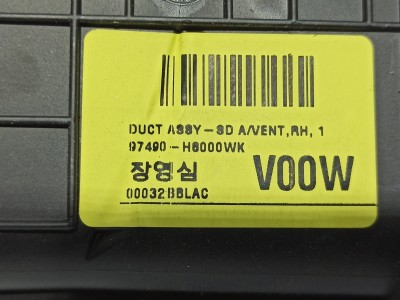 DUCT ASSY-SD A/VENT,RH, 1
97490-H6000WK
장영심 V00W
00032BBLAC